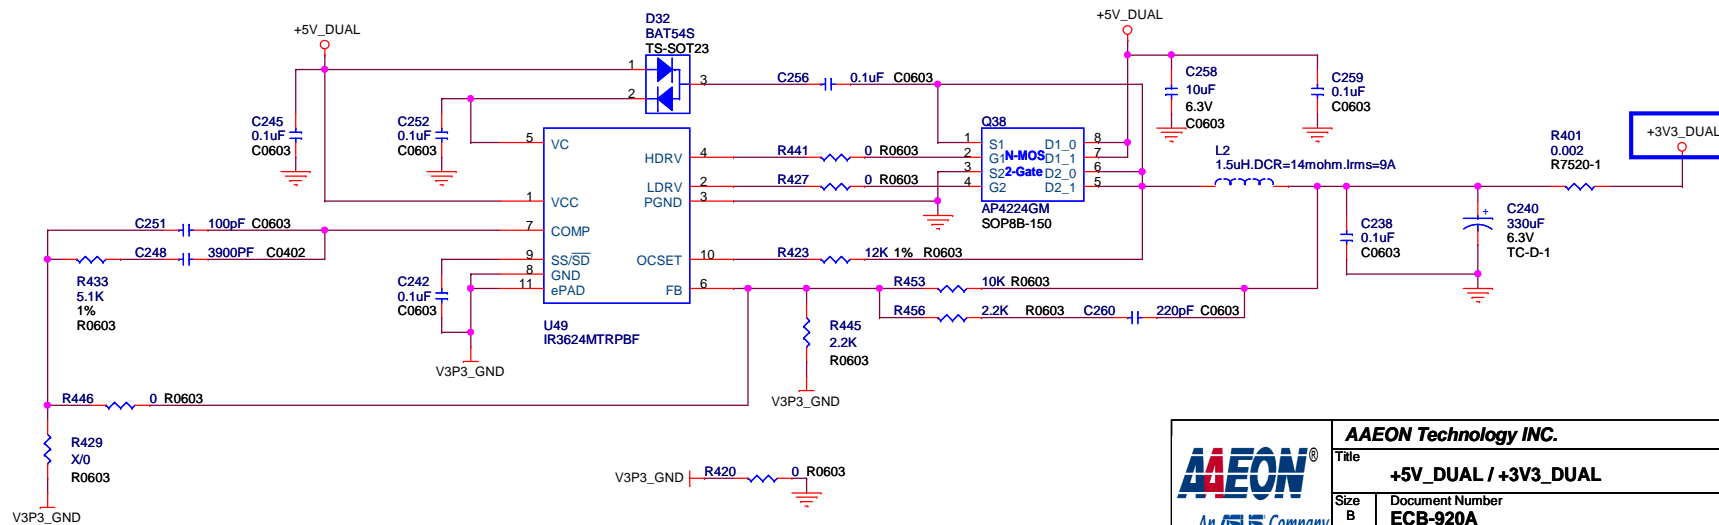 +5V_DUAL
D32
BAT54S
TS-SOT23
+5V_DUAL
1
2
3
C256 0.1uF C0603
C258
10uF
6.3V
C0603
C259
0.1uF
C0603
C245
0.1uF
C0603
C252
0.1uF
C0603
5 VC
1 VCC
7 COMP
9 SS/SD
8 GND
11 ePAD
HDRV 4
LDRV 2
PGND 3
OCSET 10
FB 6
U49
IR3624MTRPBF
R441 0 R0603
R427 0 R0603
Q38
1 S1 D1_0 8
2 G1 N-MOS D1_1 7
3 S2 2-Gate D2_0 6
4 G2 D2_1 5
AP4224GM
SOP8B-150
L2
1.5uH.DCR=14mohm.Irms=9A
R401
0.002
R7520-1
+3V3_DUAL
C238
0.1uF
C0603
+
C240
330uF
6.3V
TC-D-1
C251 100pF C0603
C248 3900PF C0402
R433
5.1K
1%
R0603
C242
0.1uF
C0603
V3P3_GND
R423 12K 1% R0603
R453 10K R0603
R456 2.2K R0603 C260 220pF C0603
R445
2.2K
R0603
V3P3_GND
R446 0 R0603
R429
X/0
R0603
V3P3_GND
V3P3_GND R420 0 R0603
AAEON®
An ASUS Company
AAEON Technology INC.
Title
+5V_DUAL / +3V3_DUAL
Size
B
Document Number
ECB-920A